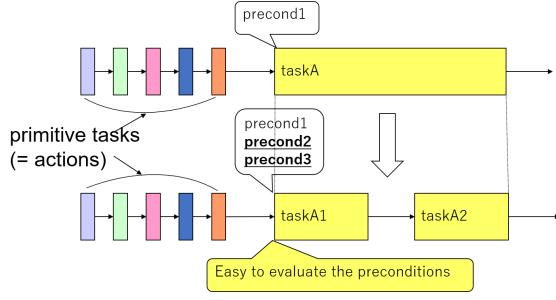 precond1
taskA
primitive tasks
(= actions)
precond1
precond2
precond3
taskA1
taskA2
Easy to evaluate the preconditions